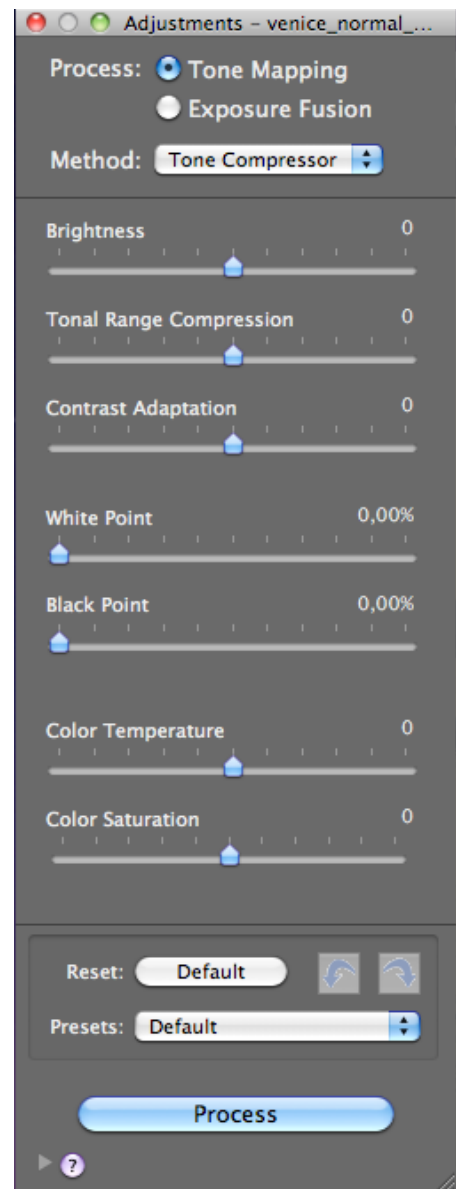 Adjustments – venice_normal_...
Process: Tone Mapping
Exposure Fusion
Method: Tone Compressor
Brightness 0
Tonal Range Compression 0
Contrast Adaptation 0
White Point 0,00%
Black Point 0,00%
Color Temperature 0
Color Saturation 0
Reset: Default
Presets: Default
Process
?